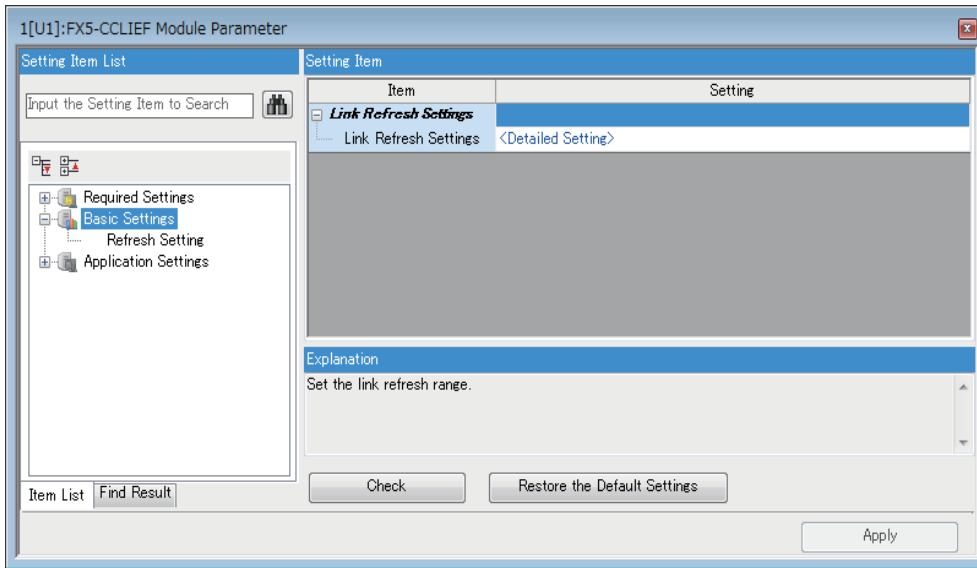 1[U1]:FX5-CCLIEF Module Parameter
Setting Item List
Input the Setting Item to Search
Required Settings
Basic Settings
Refresh Setting
Application Settings
Item List Find Result
Setting Item
Item Setting
Link Refresh Settings
Link Refresh Settings <Detailed Setting>
Explanation
Set the link refresh range.
Check Restore the Default Settings
Apply